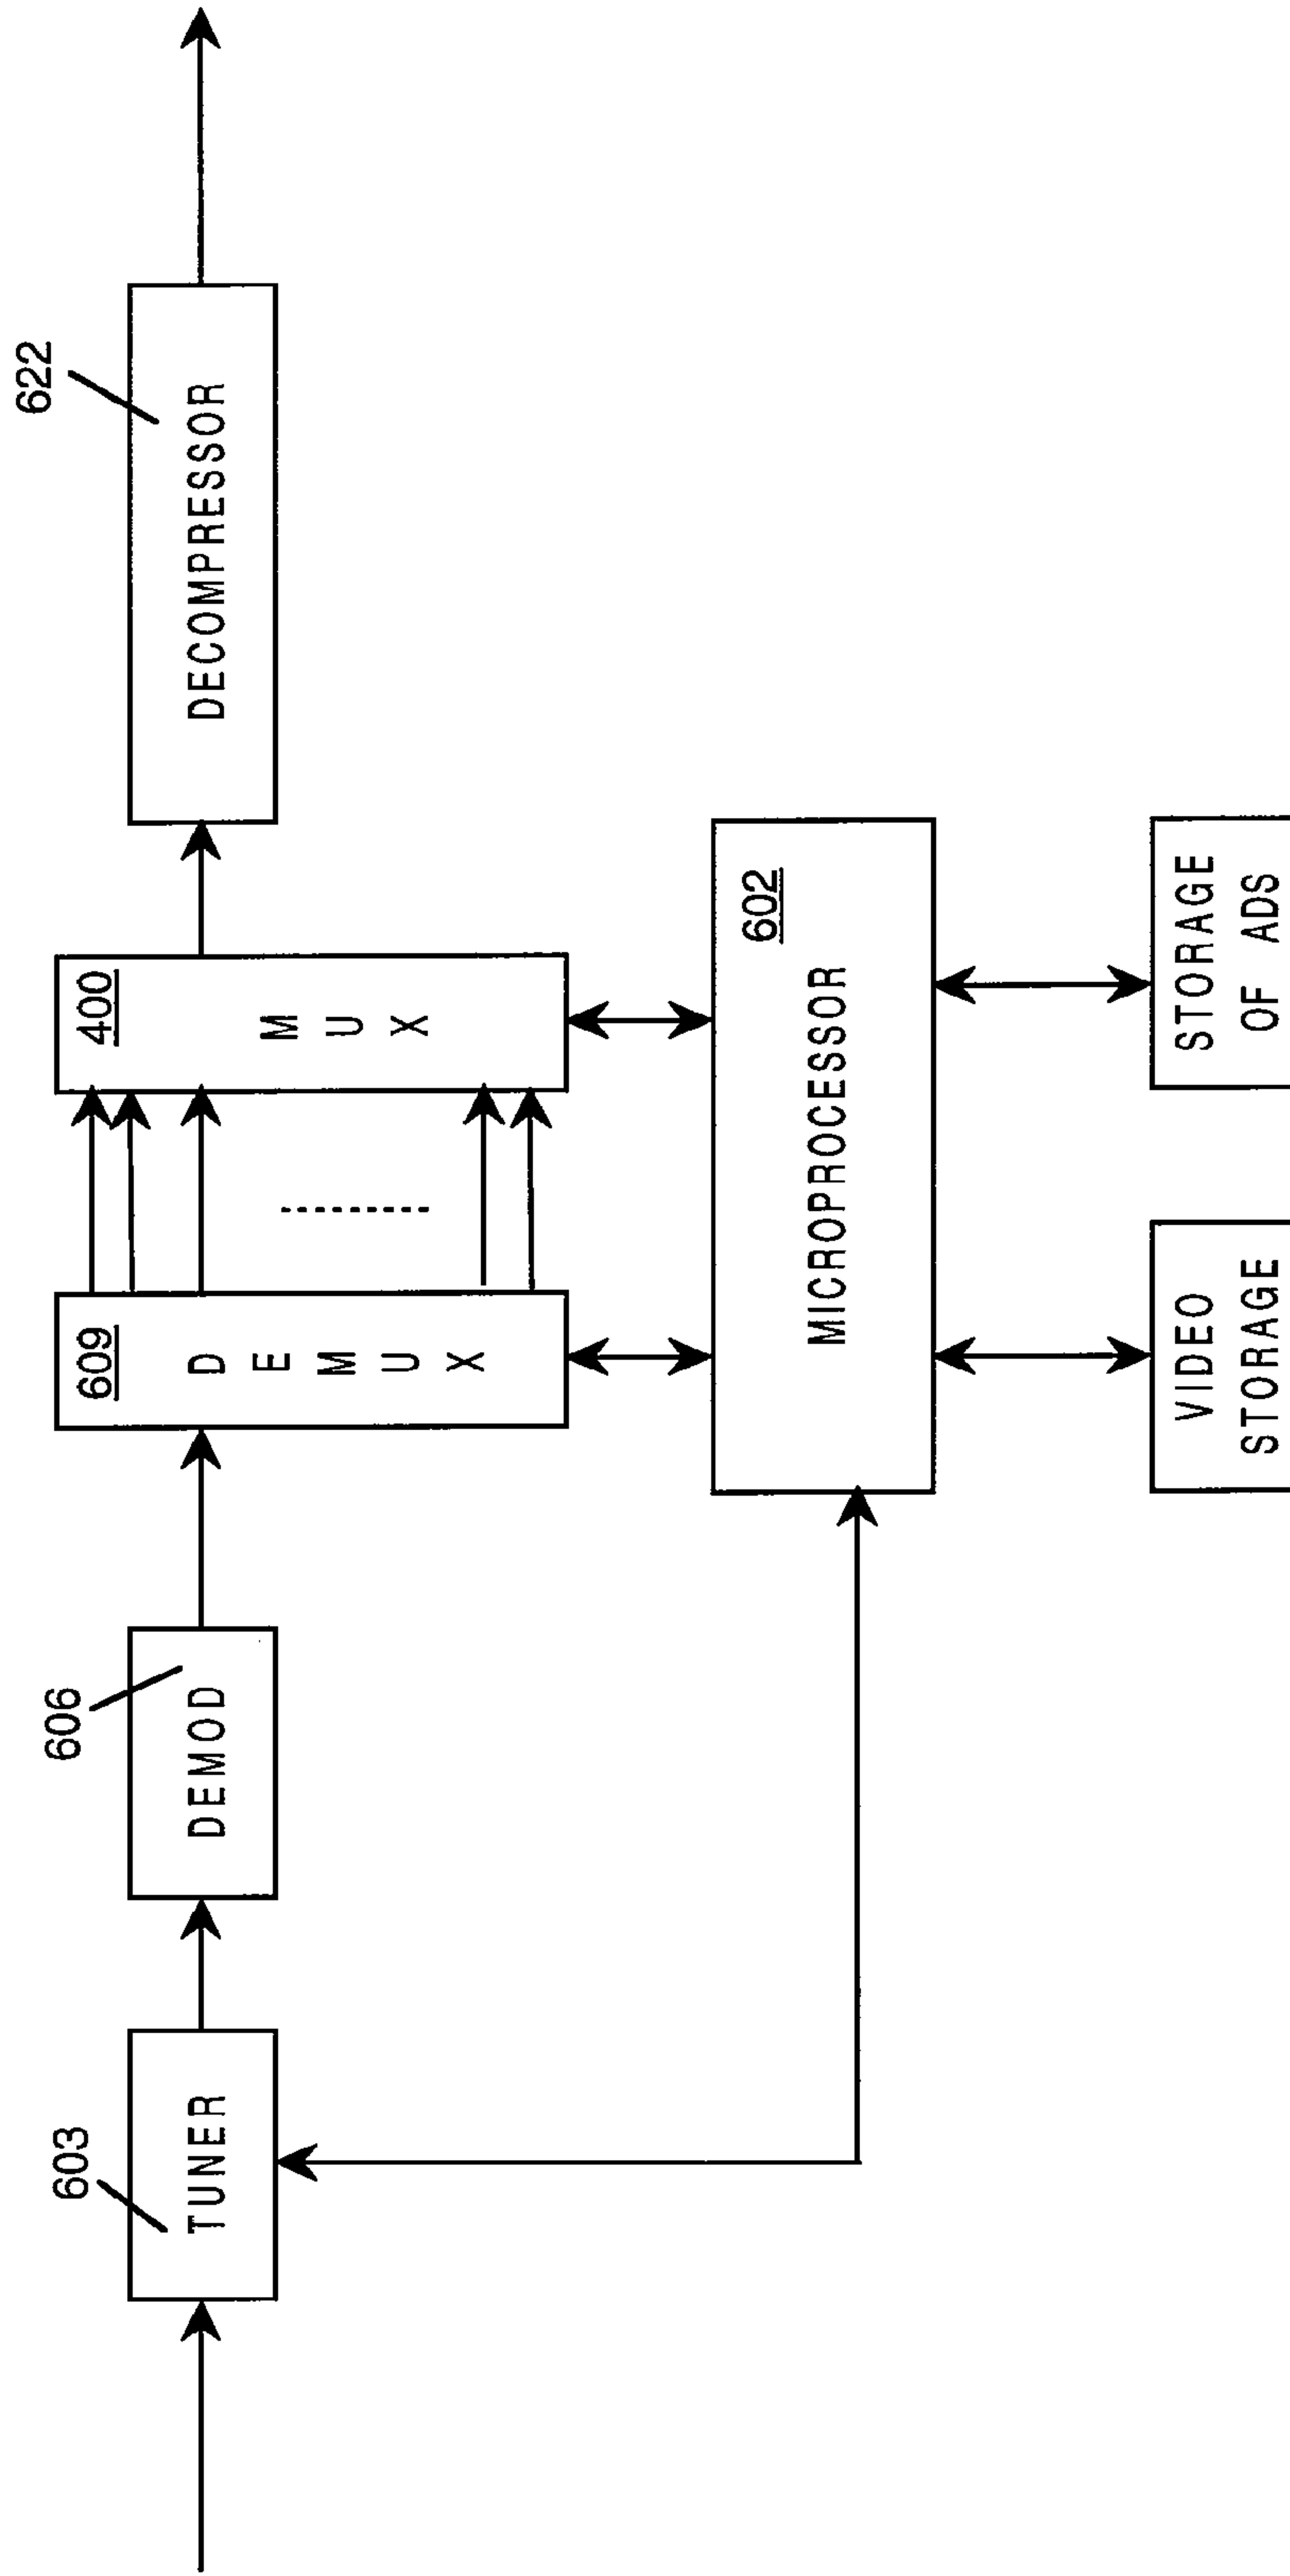 603
TUNER
606
DEMOD
609
DEMUX
400
MUX
622
DECOMPRESSOR
602
MICROPROCESSOR
VIDEO
STORAGE
STORAGE
OF ADS